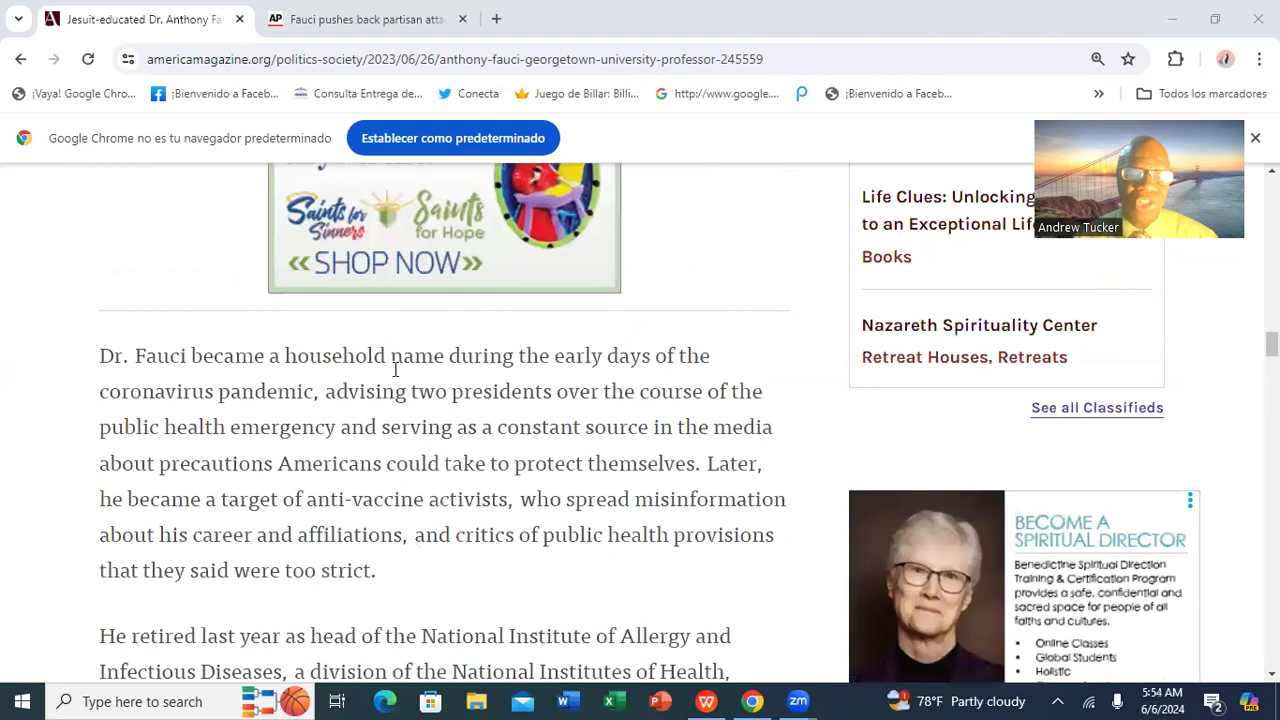 Jesuit-educated Dr. Anthony Fa
Fauci pushes back partisan atta
americamagazine.org/politics-society/2023/06/26/anthony-fauci-georgetown-university-professor-245559
¡Vaya! Google Chro...
¡Bienvenido a Faceb...
Consulta Entrega de...
Conecta
Juego de Billar: Billi...
http://www.google....
¡Bienvenido a Faceb...
Todos los marcadores
Google Chrome no es tu navegador predeterminado
Establecer como predeterminado
Andrew Tucker
Saints for Sinners
Saints for Hope
«SHOP NOW»
Life Clues: Unlocking
to an Exceptional Life
Books
Nazareth Spirituality Center
Retreat Houses, Retreats
See all Classifieds
Dr. Fauci became a household name during the early days of the
coronavirus pandemic, advising two presidents over the course of the
public health emergency and serving as a constant source in the media
about precautions Americans could take to protect themselves. Later,
he became a target of anti-vaccine activists, who spread misinformation
about his career and affiliations, and critics of public health provisions
that they said were too strict.
He retired last year as head of the National Institute of Allergy and
Infectious Diseases, a division of the National Institutes of Health,
BECOME A
SPIRITUAL DIRECTOR
Benedictine Spiritual Direction
Training & Certification Program
provides a safe, confidential and
sacred space for people of all
faiths and cultures.
• Online Classes
• Global Students
• Holistic
Type here to search
78°F Partly cloudy
5:54 AM
6/6/2024
2